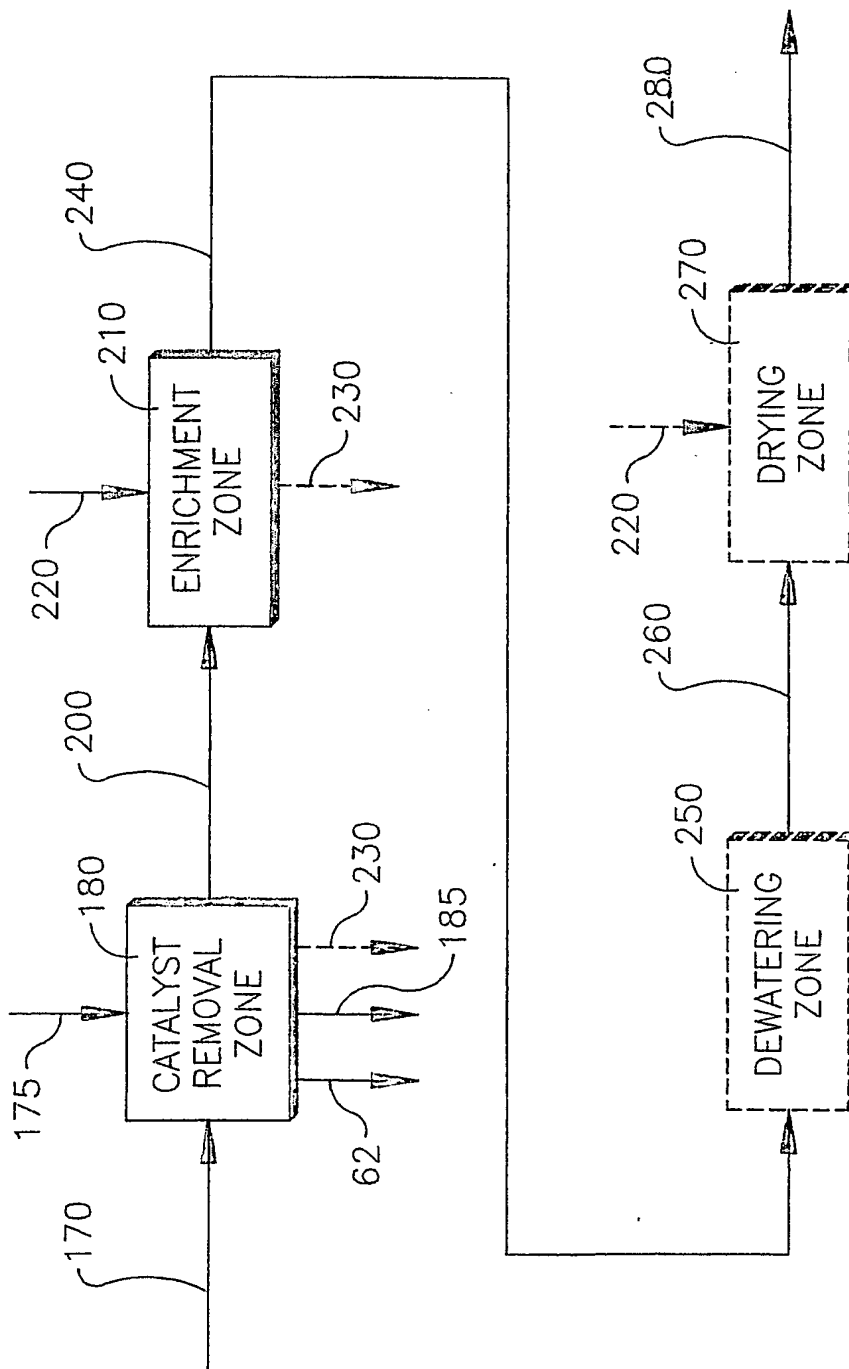 170
175
180
CATALYST
REMOVAL
ZONE
62
185
230
200
220
210
ENRICHMENT
ZONE
230
240
250
DEWATERING
ZONE
260
220
270
DRYING
ZONE
280